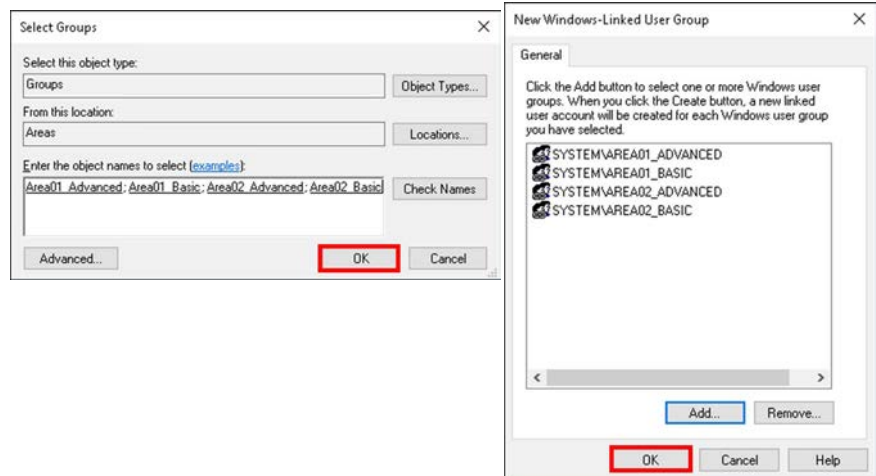 Select Groups
Select this object type:
Groups
Object Types...
From this location:
Areas
Locations...
Enter the object names to select (examples):
Area01_Advanced; Area01_Basic; Area02_Advanced; Area02_Basic
Check Names
Advanced...
OK
Cancel
New Windows-Linked User Group
General
Click the Add button to select one or more Windows user
groups. When you click the Create button, a new linked
user account will be created for each Windows user group
you have selected.
SYSTEM\AREA01_ADVANCED
SYSTEM\AREA01_BASIC
SYSTEM\AREA02_ADVANCED
SYSTEM\AREA02_BASIC
Add...
Remove...
OK
Cancel
Help